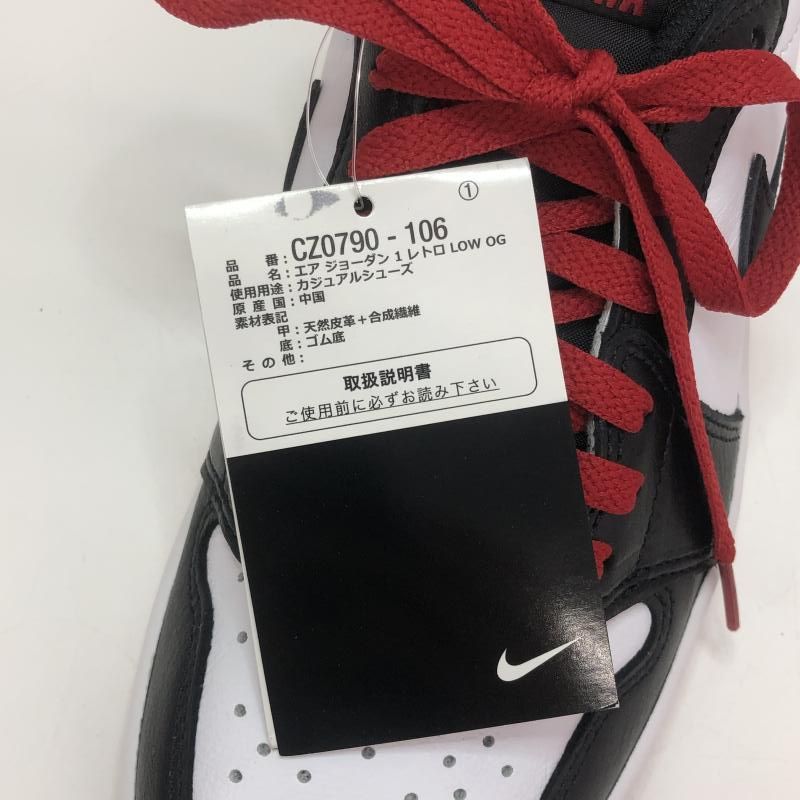 ①
品 番：CZ0790 - 106
品 名：エア ジョーダン 1 レトロ LOW OG
使用用途：カジュアルシューズ
原 産 国：中国
素材表記
甲：天然皮革＋合成繊維
底：ゴム底
そ の 他：
取扱説明書
ご使用前に必ずお読み下さい